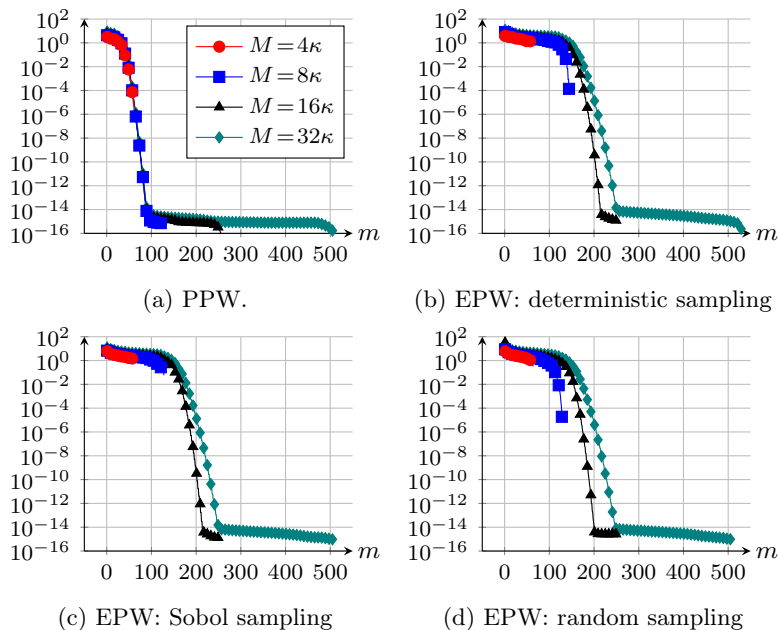 10^2
10^0
10^−2
10^−4
10^−6
10^−8
10^−10
10^−12
10^−14
10^−16
0 100 200 300 400 500
m
M = 4κ
M = 8κ
M = 16κ
M = 32κ
(a) PPW.
10^2
10^0
10^−2
10^−4
10^−6
10^−8
10^−10
10^−12
10^−14
10^−16
0 100 200 300 400 500
m
(b) EPW: deterministic sampling
10^2
10^0
10^−2
10^−4
10^−6
10^−8
10^−10
10^−12
10^−14
10^−16
0 100 200 300 400 500
m
(c) EPW: Sobol sampling
10^2
10^0
10^−2
10^−4
10^−6
10^−8
10^−10
10^−12
10^−14
10^−16
0 100 200 300 400 500
m
(d) EPW: random sampling